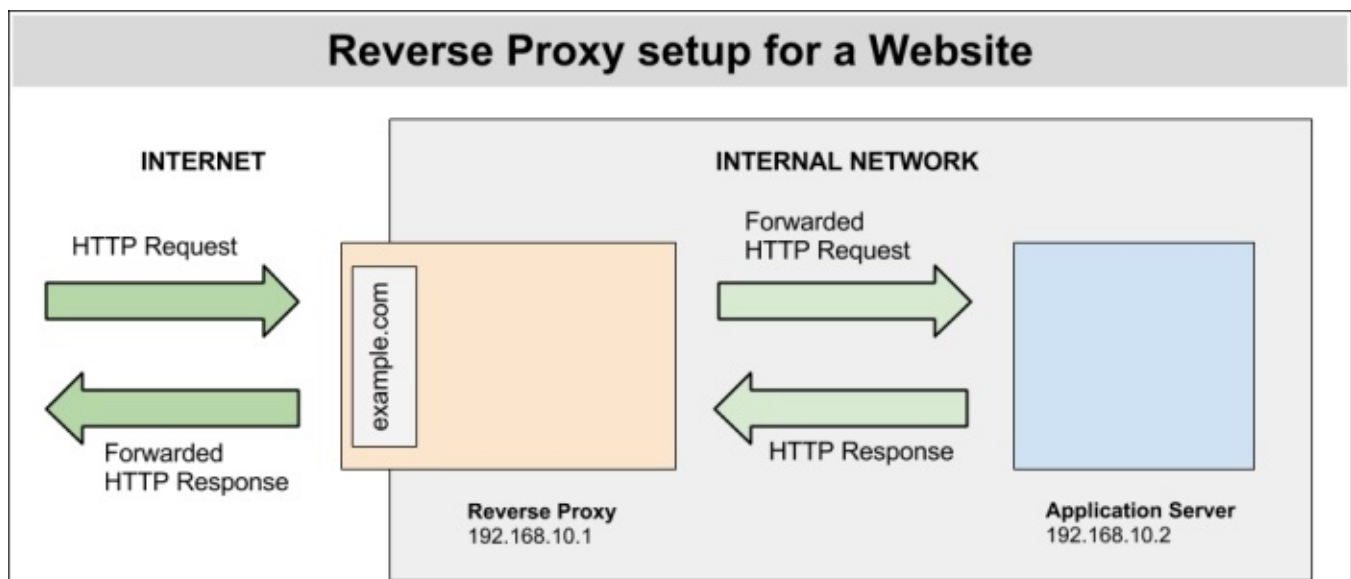 Reverse Proxy setup for a Website
INTERNET
INTERNAL NETWORK
HTTP Request
Forwarded
HTTP Request
example.com
Forwarded
HTTP Response
HTTP Response
Reverse Proxy
192.168.10.1
Application Server
192.168.10.2